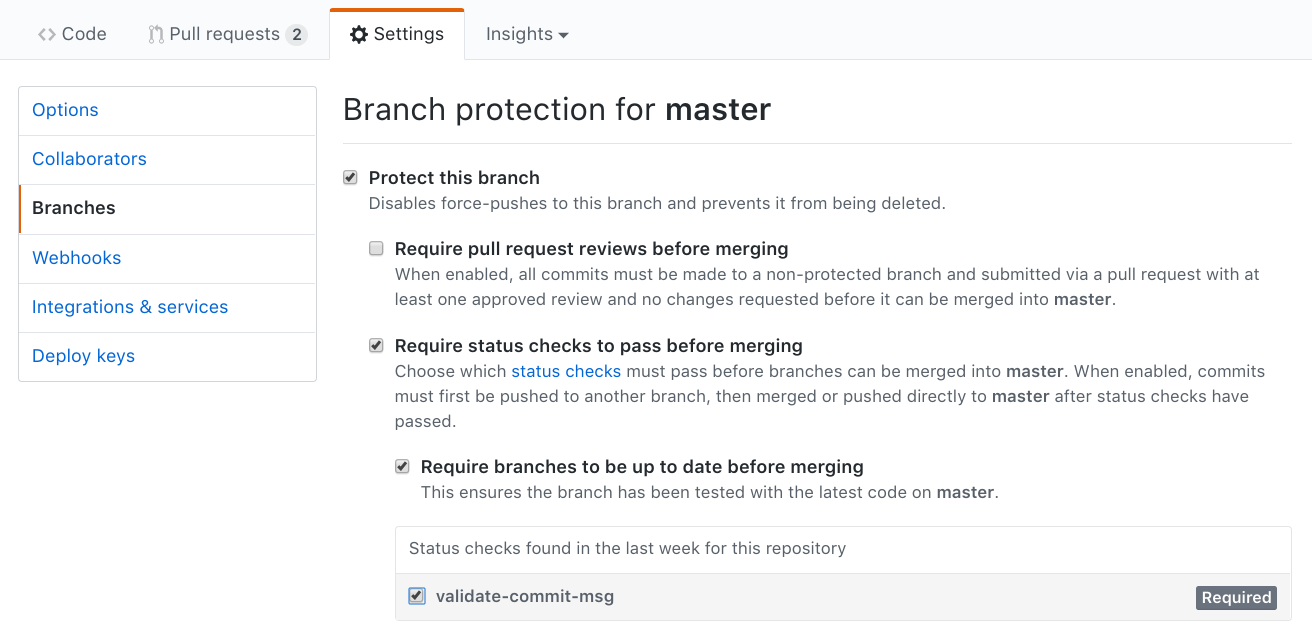 Code
Pull requests 2
Settings
Insights
Options
Collaborators
Branches
Webhooks
Integrations & services
Deploy keys
Branch protection for master
Protect this branch
Disables force-pushes to this branch and prevents it from being deleted.
Require pull request reviews before merging
When enabled, all commits must be made to a non-protected branch and submitted via a pull request with at
least one approved review and no changes requested before it can be merged into master.
Require status checks to pass before merging
Choose which status checks must pass before branches can be merged into master. When enabled, commits
must first be pushed to another branch, then merged or pushed directly to master after status checks have
passed.
Require branches to be up to date before merging
This ensures the branch has been tested with the latest code on master.
Status checks found in the last week for this repository
validate-commit-msg
Required